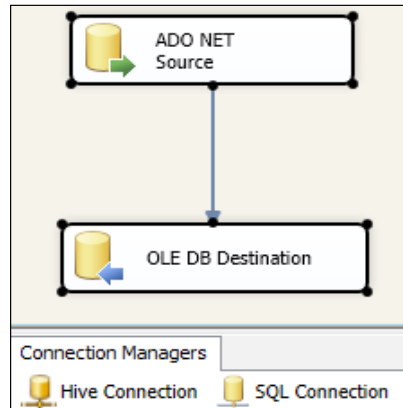 ADO NET
Source
OLE DB Destination
Connection Managers
Hive Connection SQL Connection